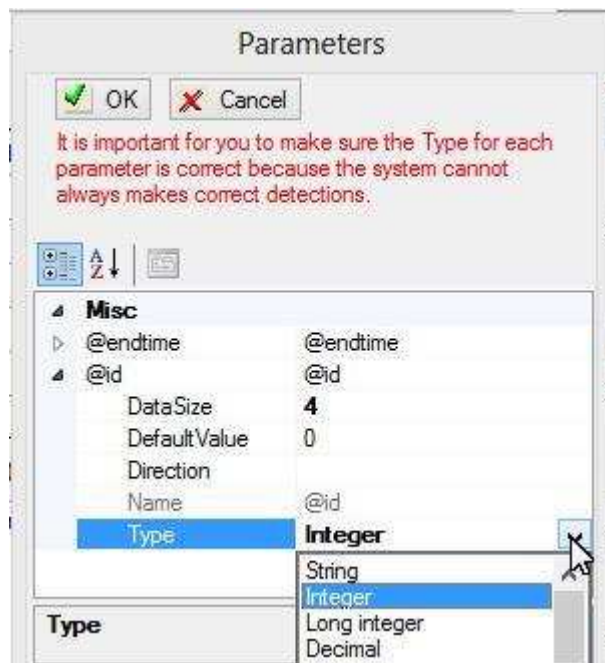 Parameters
OK Cancel
It is important for you to make sure the Type for each
parameter is correct because the system cannot
always makes correct detections.
Misc
@endtime @endtime
@id @id
DataSize 4
DefaultValue 0
Direction
Name @id
Type Integer
String
Integer
Type Long integer
Decimal